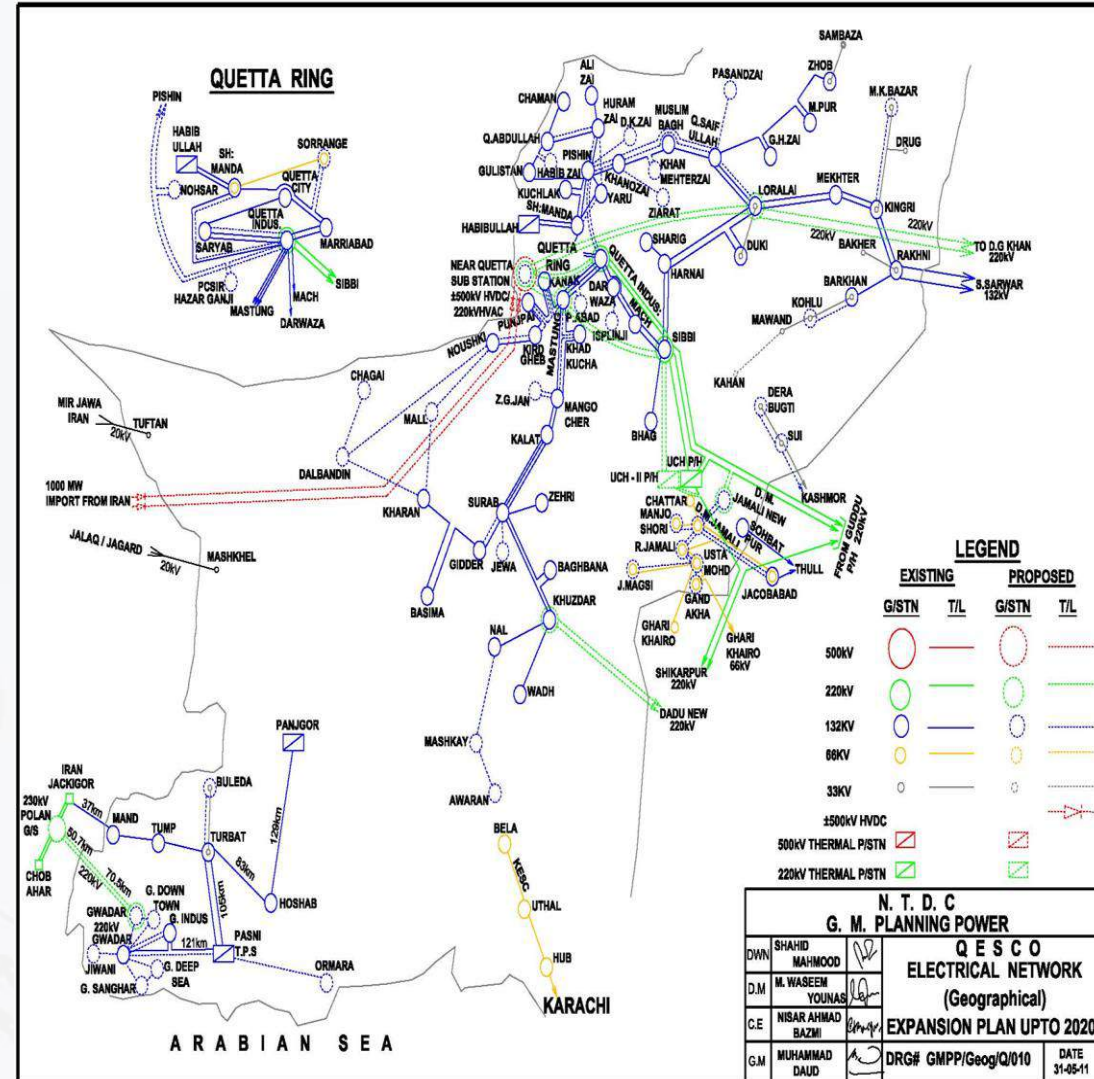 QUETTA RING
PISHIN
HABIB
ULLAH
SH:
MANDA
SORRANGE
NOHSAR
QUETTA
CITY
QUETTA
INDUS.
SARYAB
MARRIABAD
PCSIR
HAZAR GANJI
SIBBI
MACH
MASTUNG
DARWAZA
SAMBAZA
ZHOB
ALI
ZAI
PASANDZAI
M.K.BAZAR
CHAMAN
HURAM
ZAI
D.K.ZAI
MUSLIM
BAGH
Q.SAIF
ULLAH
M.PUR
Q.ABDULLAH
G.H.ZAI
DRUG
PISHIN
GULISTAN
HABIB ZAI
KHANOZAI
KHAN
MEHTERZAI
MEKHTER
KUCHLAK
YARU
ZIARAT
LORALAI
KINGRI
SH:MANDA
HABIBULLAH
220kV
220kV
TO D.G KHAN
220kV
SHARIG
DUKI
BAKHER
RAKHNI
QUETTA
RING
QUETTA INDUS:
HARNAI
NEAR QUETTA
SUB STATION
±500kV HVDC
220kVHVAC
KANAK
DAR
WAZA
MACH
BARKHAN
S.SARWAR
132kV
KOHLU
MAWAND
PUNJPAI
P.ABAD
ISPLINJI
SIBBI
NOUSHKI
KIRD
GHEB
MASTUNG
KHAD
KUCHA
KAHAN
CHAGAI
Z.G.JAN
MANGO
CHER
DERA
BUGTI
MIR JAWA
IRAN
TUFTAN
20kV
MALL
KALAT
BHAG
SUI
UCH P/H
UCH - II P/H
KASHMOR
DALBANDIN
1000 MW
IMPORT FROM IRAN
KHARAN
SURAB
ZEHRI
CHATTAR
MANJO
SHORI
D.M.JAMALI
D. M.
JAMALI NEW
SOHBAT
PUR
FROM GUDDU
P/H 220kV
JALAQ / JAGARD
MASHKHEL
20kV
GIDDER
JEWA
R.JAMALI
USTA
MOHD
THULL
BAGHBANA
J.MAGSI
JACOBABAD
BASIMA
KHUZDAR
GAND
AKHA
NAL
GHARI
KHAIRO
GHARI
KHAIRO
66kV
SHIKARPUR
220kV
WADH
DADU NEW
220kV
MASHKAY
AWARAN
PANJGOR
IRAN
JACKIGOR
BULEDA
230kV
POLAN
G/S
37km
MAND
TUMP
TURBAT
129km
83km
50.7km
220kV
70.5km
CHOB
AHAR
HOSHAB
105km
G. DOWN
TOWN
GWADAR
220kV
G. INDUS
GWADAR
121km
PASNI
T.P.S
JIWANI
G. DEEP
SEA
G. SANGHAR
ORMARA
BELA
KESC
UTHAL
HUB
KARACHI
ARABIAN SEA
LEGEND
EXISTING PROPOSED
G/STN T/L G/STN T/L
500kV
220kV
132KV
66KV
33KV
±500kV HVDC
500kV THERMAL P/STN
220kV THERMAL P/STN
N. T. D. C
G. M. PLANNING POWER
DWN SHAHID
MAHMOOD
D.M M. WASEEM
YOUNAS
C.E NISAR AHMAD
BAZMI
G.M MUHAMMAD
DAUD
Q E S C O
ELECTRICAL NETWORK
(Geographical)
EXPANSION PLAN UPTO 2020
DRG# GMPP/Geog/Q/010
DATE
31-05-11